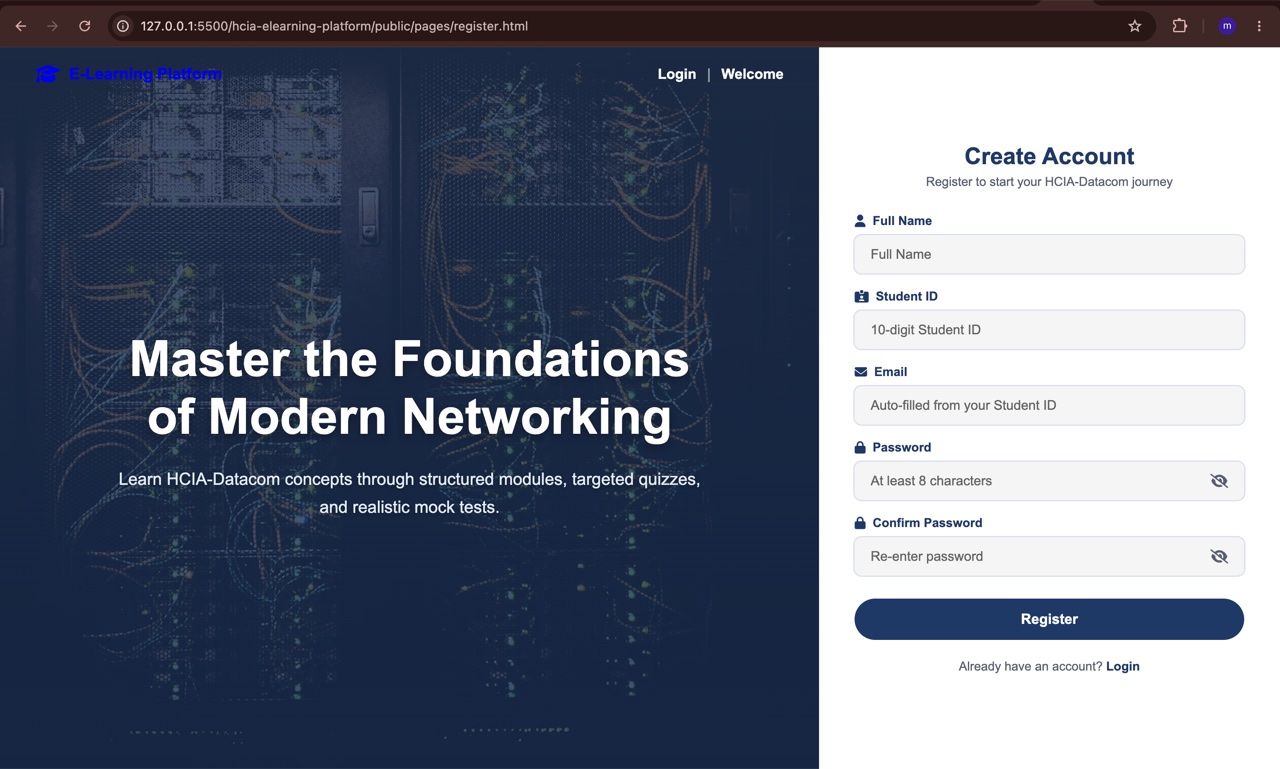 127.0.0.1:5500/hcia-elearning-platform/public/pages/register.html
m
E-Learning Platform
Login | Welcome
Master the Foundations
of Modern Networking
Learn HCIA-Datacom concepts through structured modules, targeted quizzes,
and realistic mock tests.
Create Account
Register to start your HCIA-Datacom journey
Full Name
Full Name
Student ID
10-digit Student ID
Email
Auto-filled from your Student ID
Password
At least 8 characters
Confirm Password
Re-enter password
Register
Already have an account? Login